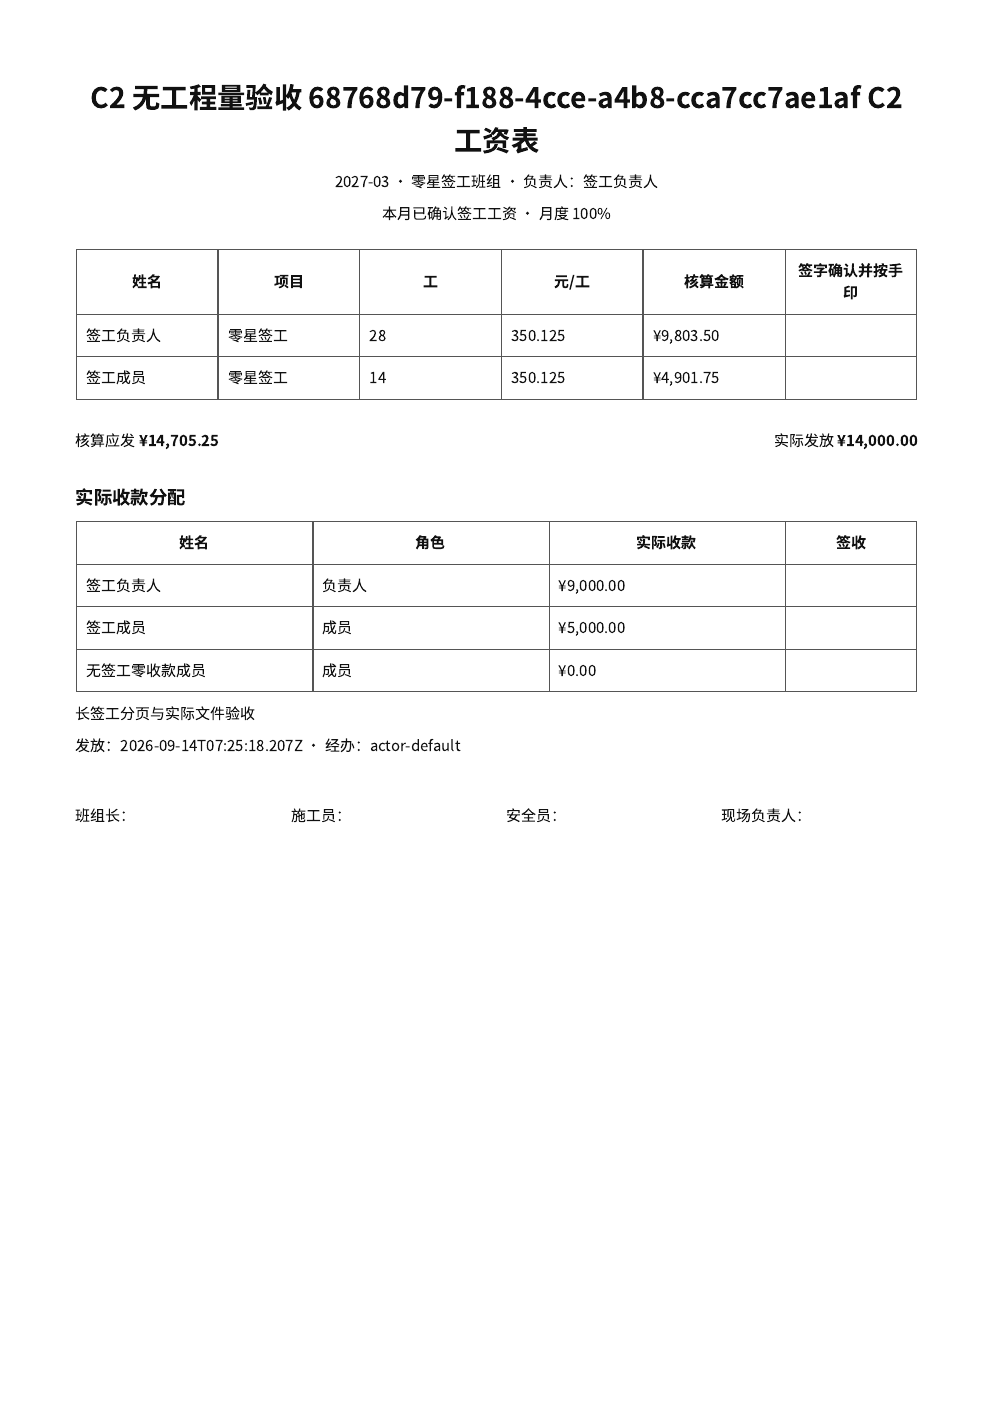 C2 无工程量验收 68768d79-f188-4cce-a4b8-cca7cc7ae1af C2
工资表
2027-03 · 零星签工班组 · 负责人：签工负责人
本月已确认签工工资 · 月度 100%
姓名 项目 工 元/工 核算金额 签字确认并按手
印
签工负责人 零星签工 28 350.125 ¥9,803.50
签工成员 零星签工 14 350.125 ¥4,901.75
核算应发 ¥14,705.25 实际发放 ¥14,000.00
实际收款分配
姓名 角色 实际收款 签收
签工负责人 负责人 ¥9,000.00
签工成员 成员 ¥5,000.00
无签工零收款成员 成员 ¥0.00
长签工分页与实际文件验收
发放：2026-09-14T07:25:18.207Z · 经办：actor-default
班组长： 施工员： 安全员： 现场负责人：